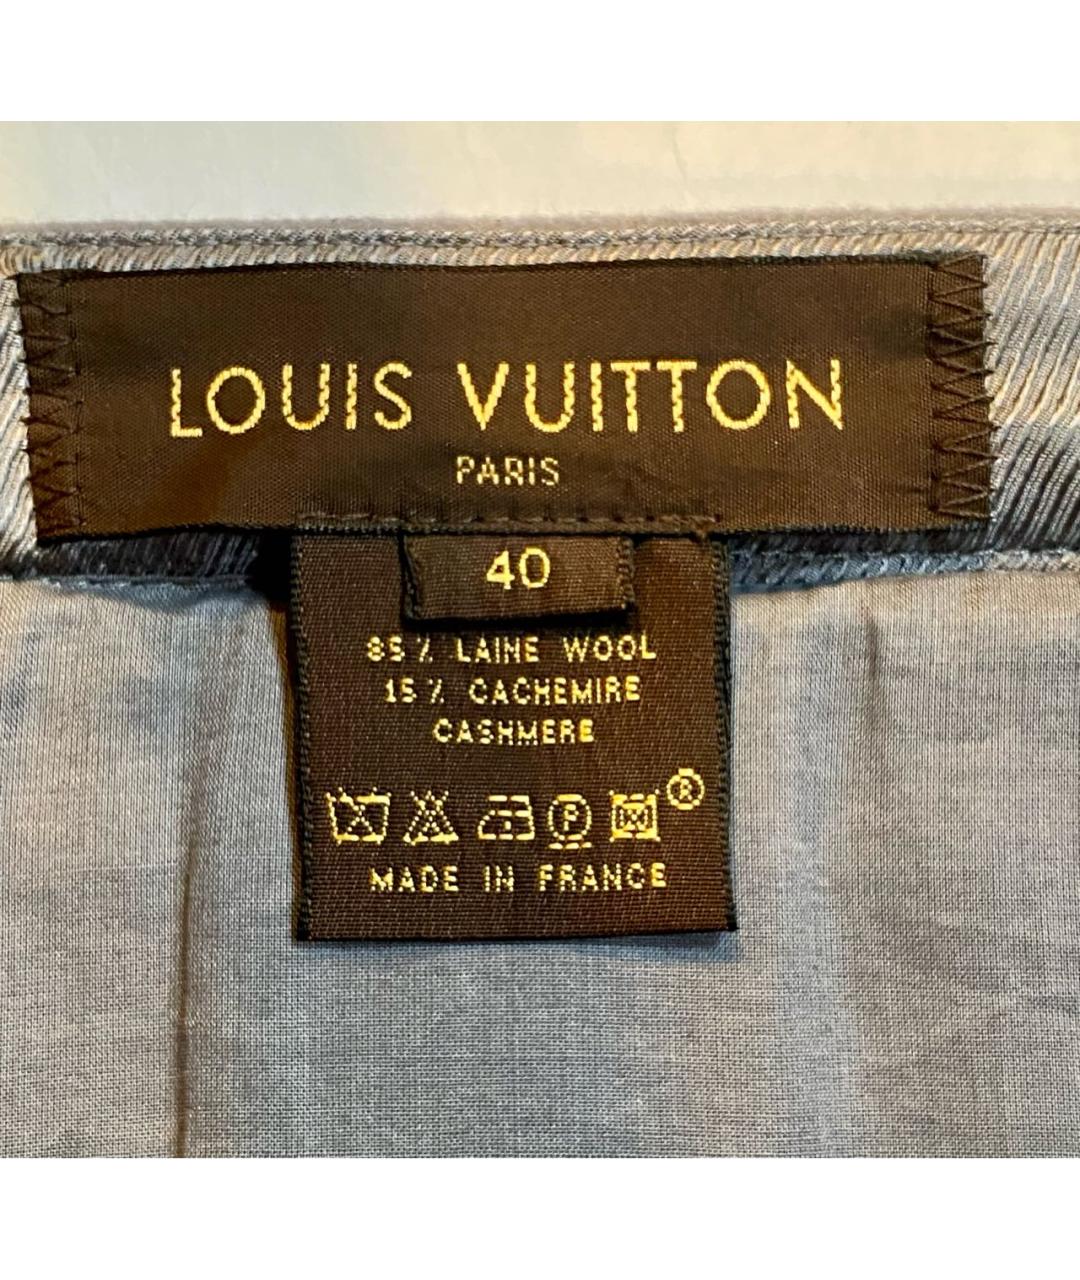 LOUIS VUITTON
PARIS
40
85% LAINE WOOL
15% CACHEMIRE
CASHMERE
P ®
MADE IN FRANCE